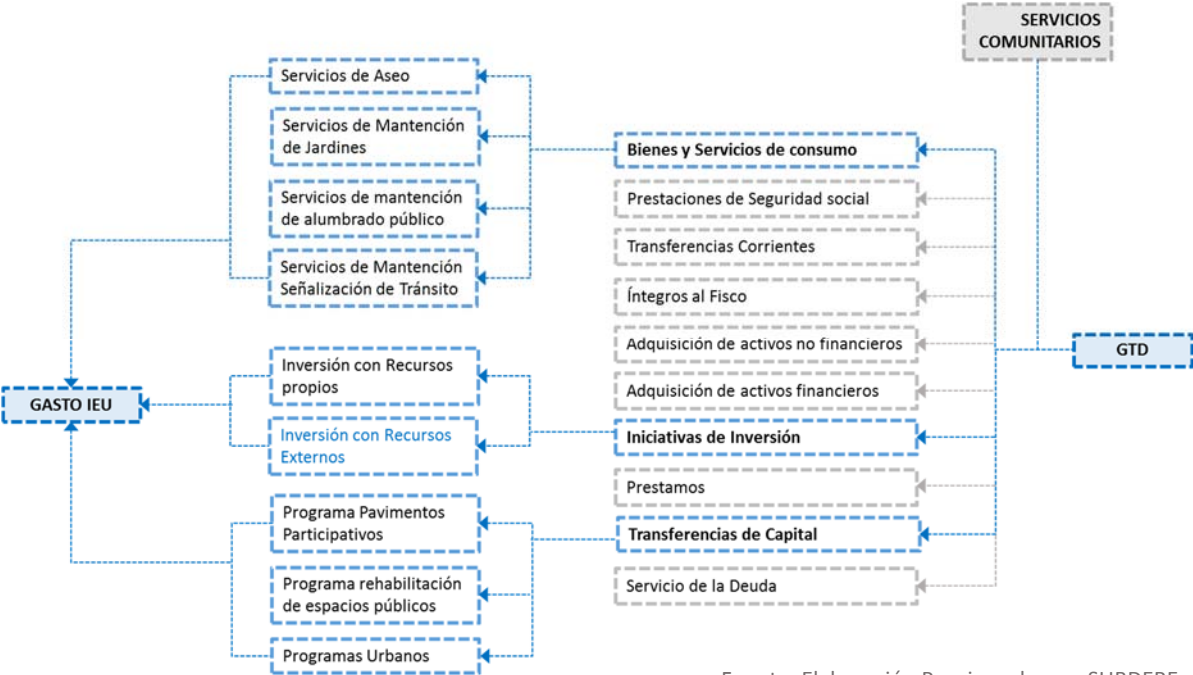 SERVICIOS
COMUNITARIOS
Servicios de Aseo
Servicios de Mantención
de Jardines
Servicios de mantención
de alumbrado público
Servicios de Mantención
Señalización de Tránsito
Bienes y Servicios de consumo
Prestaciones de Seguridad social
Transferencias Corrientes
Íntegros al Fisco
Adquisición de activos no financieros
Adquisición de activos financieros
Iniciativas de Inversión
Prestamos
Transferencias de Capital
Servicio de la Deuda
GTD
Inversión con Recursos
propios
Inversión con Recursos
Externos
GASTO IEU
Programa Pavimentos
Participativos
Programa rehabilitación
de espacios públicos
Programas Urbanos